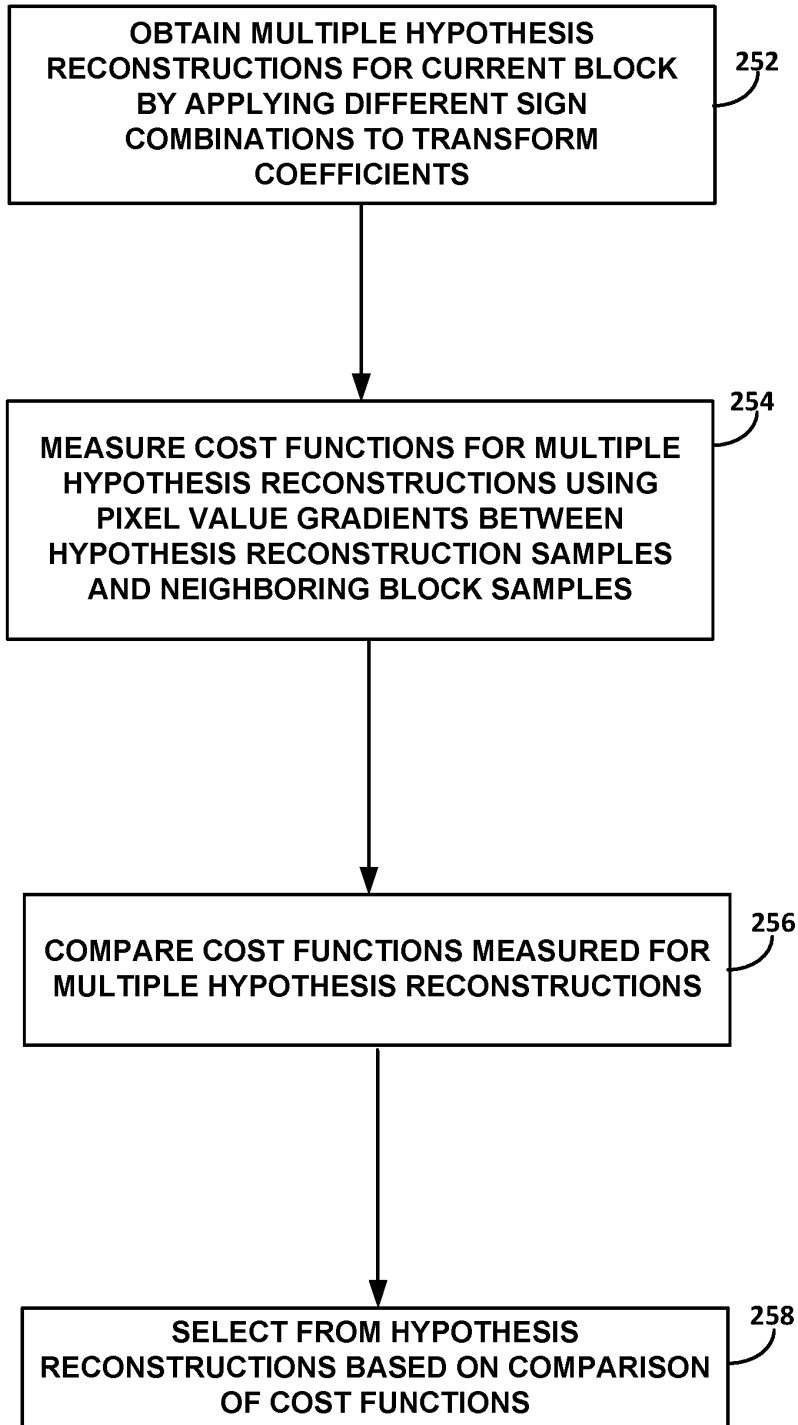 OBTAIN MULTIPLE HYPOTHESIS
RECONSTRUCTIONS FOR CURRENT BLOCK
BY APPLYING DIFFERENT SIGN
COMBINATIONS TO TRANSFORM
COEFFICIENTS
252
MEASURE COST FUNCTIONS FOR MULTIPLE
HYPOTHESIS RECONSTRUCTIONS USING
PIXEL VALUE GRADIENTS BETWEEN
HYPOTHESIS RECONSTRUCTION SAMPLES
AND NEIGHBORING BLOCK SAMPLES
254
COMPARE COST FUNCTIONS MEASURED FOR
MULTIPLE HYPOTHESIS RECONSTRUCTIONS
256
SELECT FROM HYPOTHESIS
RECONSTRUCTIONS BASED ON COMPARISON
OF COST FUNCTIONS
258